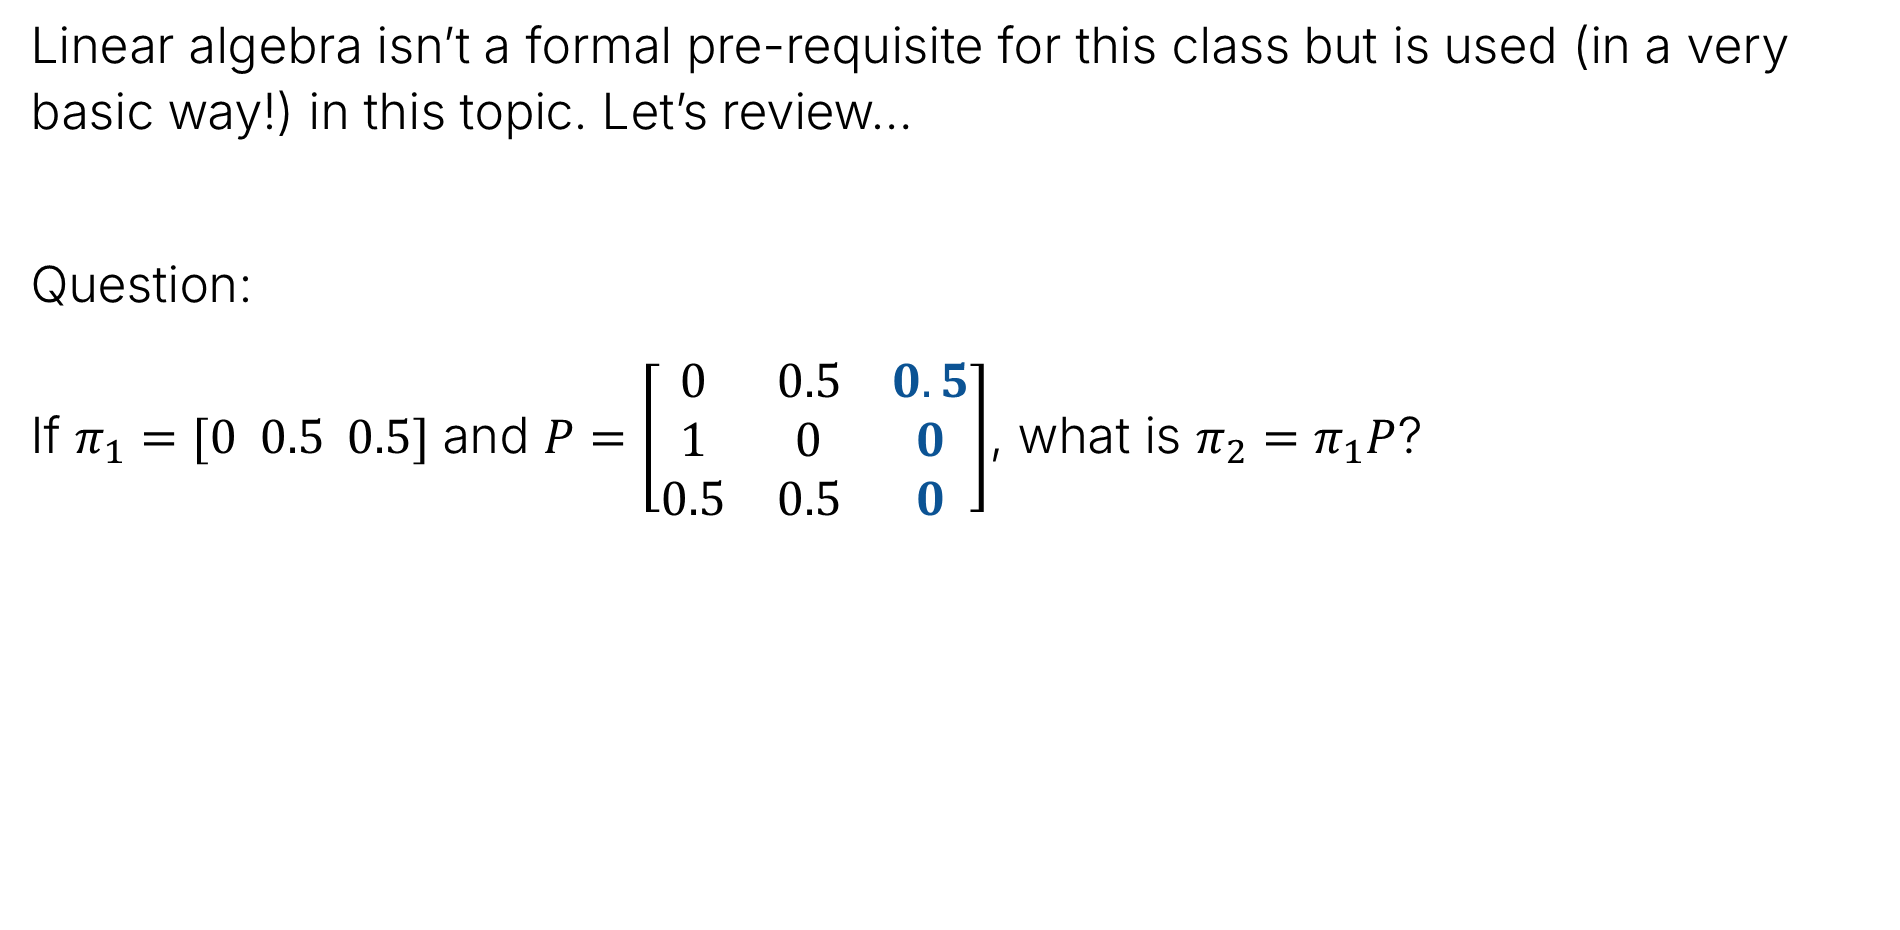 Linear algebra isn’t a formal pre-requisite for this class but is used (in a very
basic way!) in this topic. Let’s review...
Question:
If π₁ = [0 0.5 0.5] and P = [0 0.5 0.5; 1 0 0; 0.5 0.5 0], what is π₂ = π₁P?